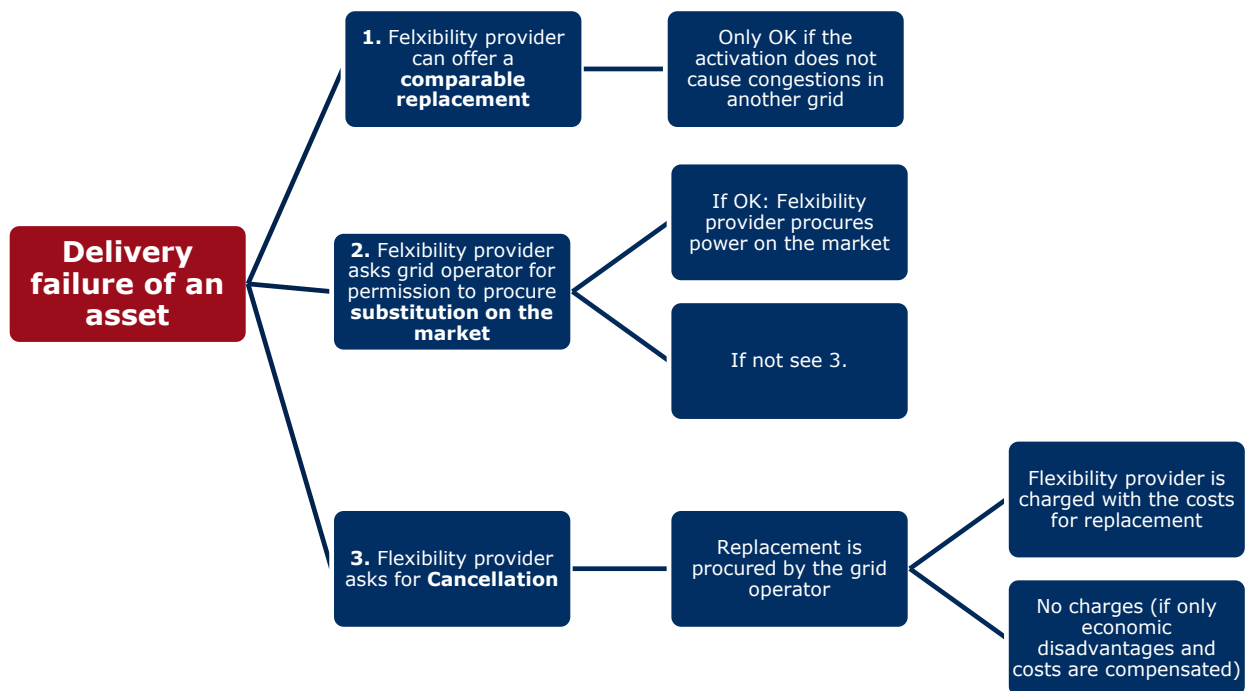 1. Felxibility provider
can offer a
comparable
replacement
Only OK if the
activation does not
cause congestions in
another grid
Delivery
failure of an
asset
2. Felxibility provider
asks grid operator for
permission to procure
substitution on the
market
If OK: Felxibility
provider procures
power on the market
If not see 3.
3. Flexibility provider
asks for Cancellation
Replacement is
procured by the grid
operator
Flexibility provider is
charged with the costs
for replacement
No charges (if only
economic
disadvantages and
costs are compensated)